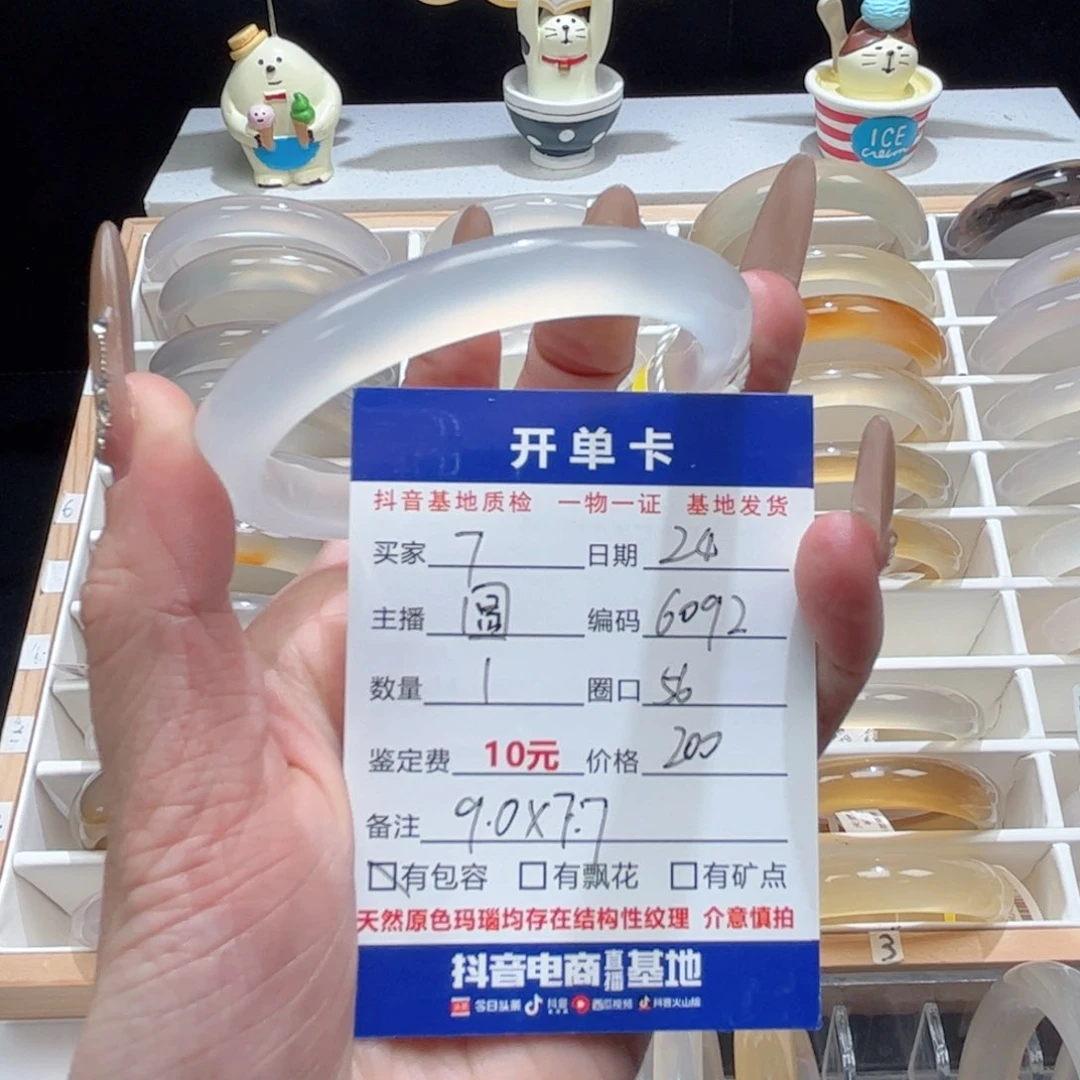 ICE
cream
开单卡
抖音基地质检 一物一证 基地发货
买家 7 日期 24
主播 圆 编码 6092
数量 1 圈口 56
鉴定费 10元 价格 200
备注 9.0X7.7
有包容 有飘花 有矿点
天然原色玛瑙均存在结构性纹理 介意慎拍
抖音电商直播基地
头条 今日头条 抖音 西瓜视频 抖音火山版
6
3